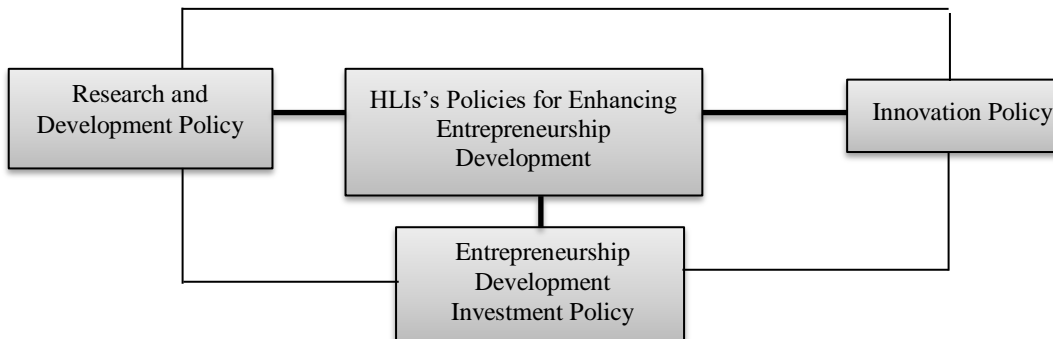 Research and
Development Policy
HLIs's Policies for Enhancing
Entrepreneurship
Development
Innovation Policy
Entrepreneurship
Development
Investment Policy